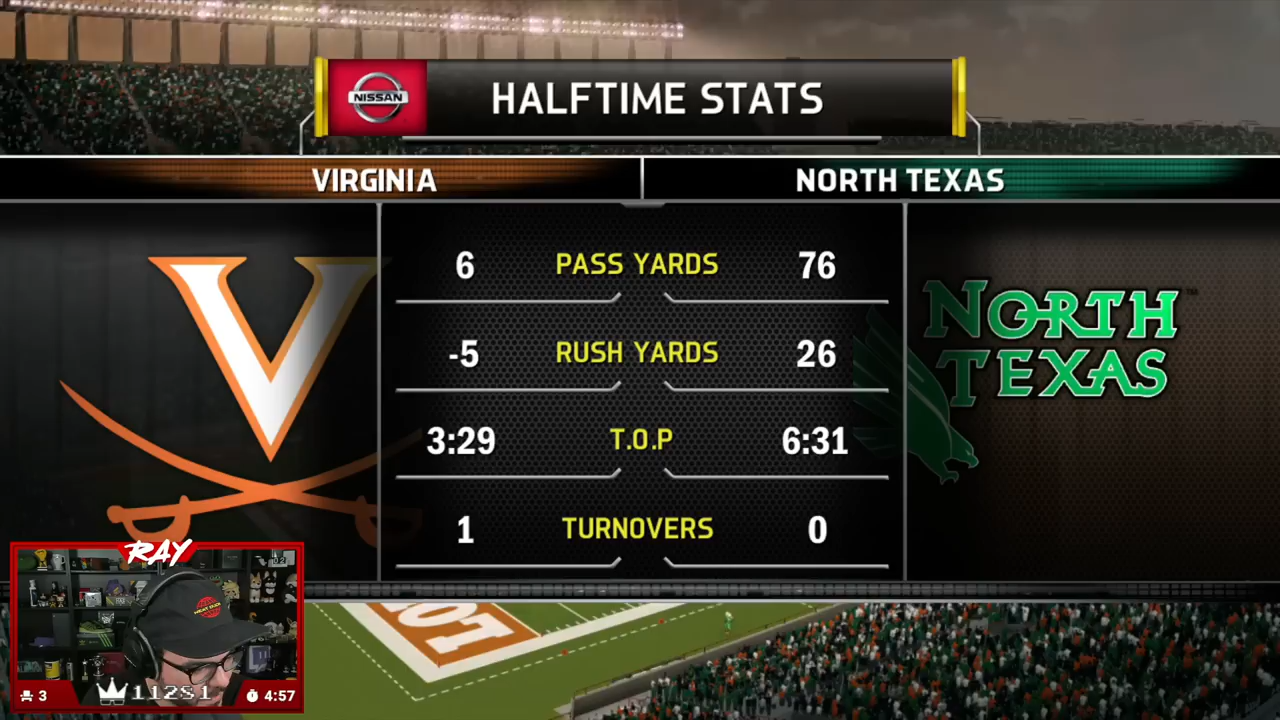 NISSAN
HALFTIME STATS
VIRGINIA
NORTH TEXAS
6 PASS YARDS 76
-5 RUSH YARDS 26
3:29 T.O.P 6:31
1 TURNOVERS 0
V
NORTH
TEXAS
™
RAY
3
11281
4:57